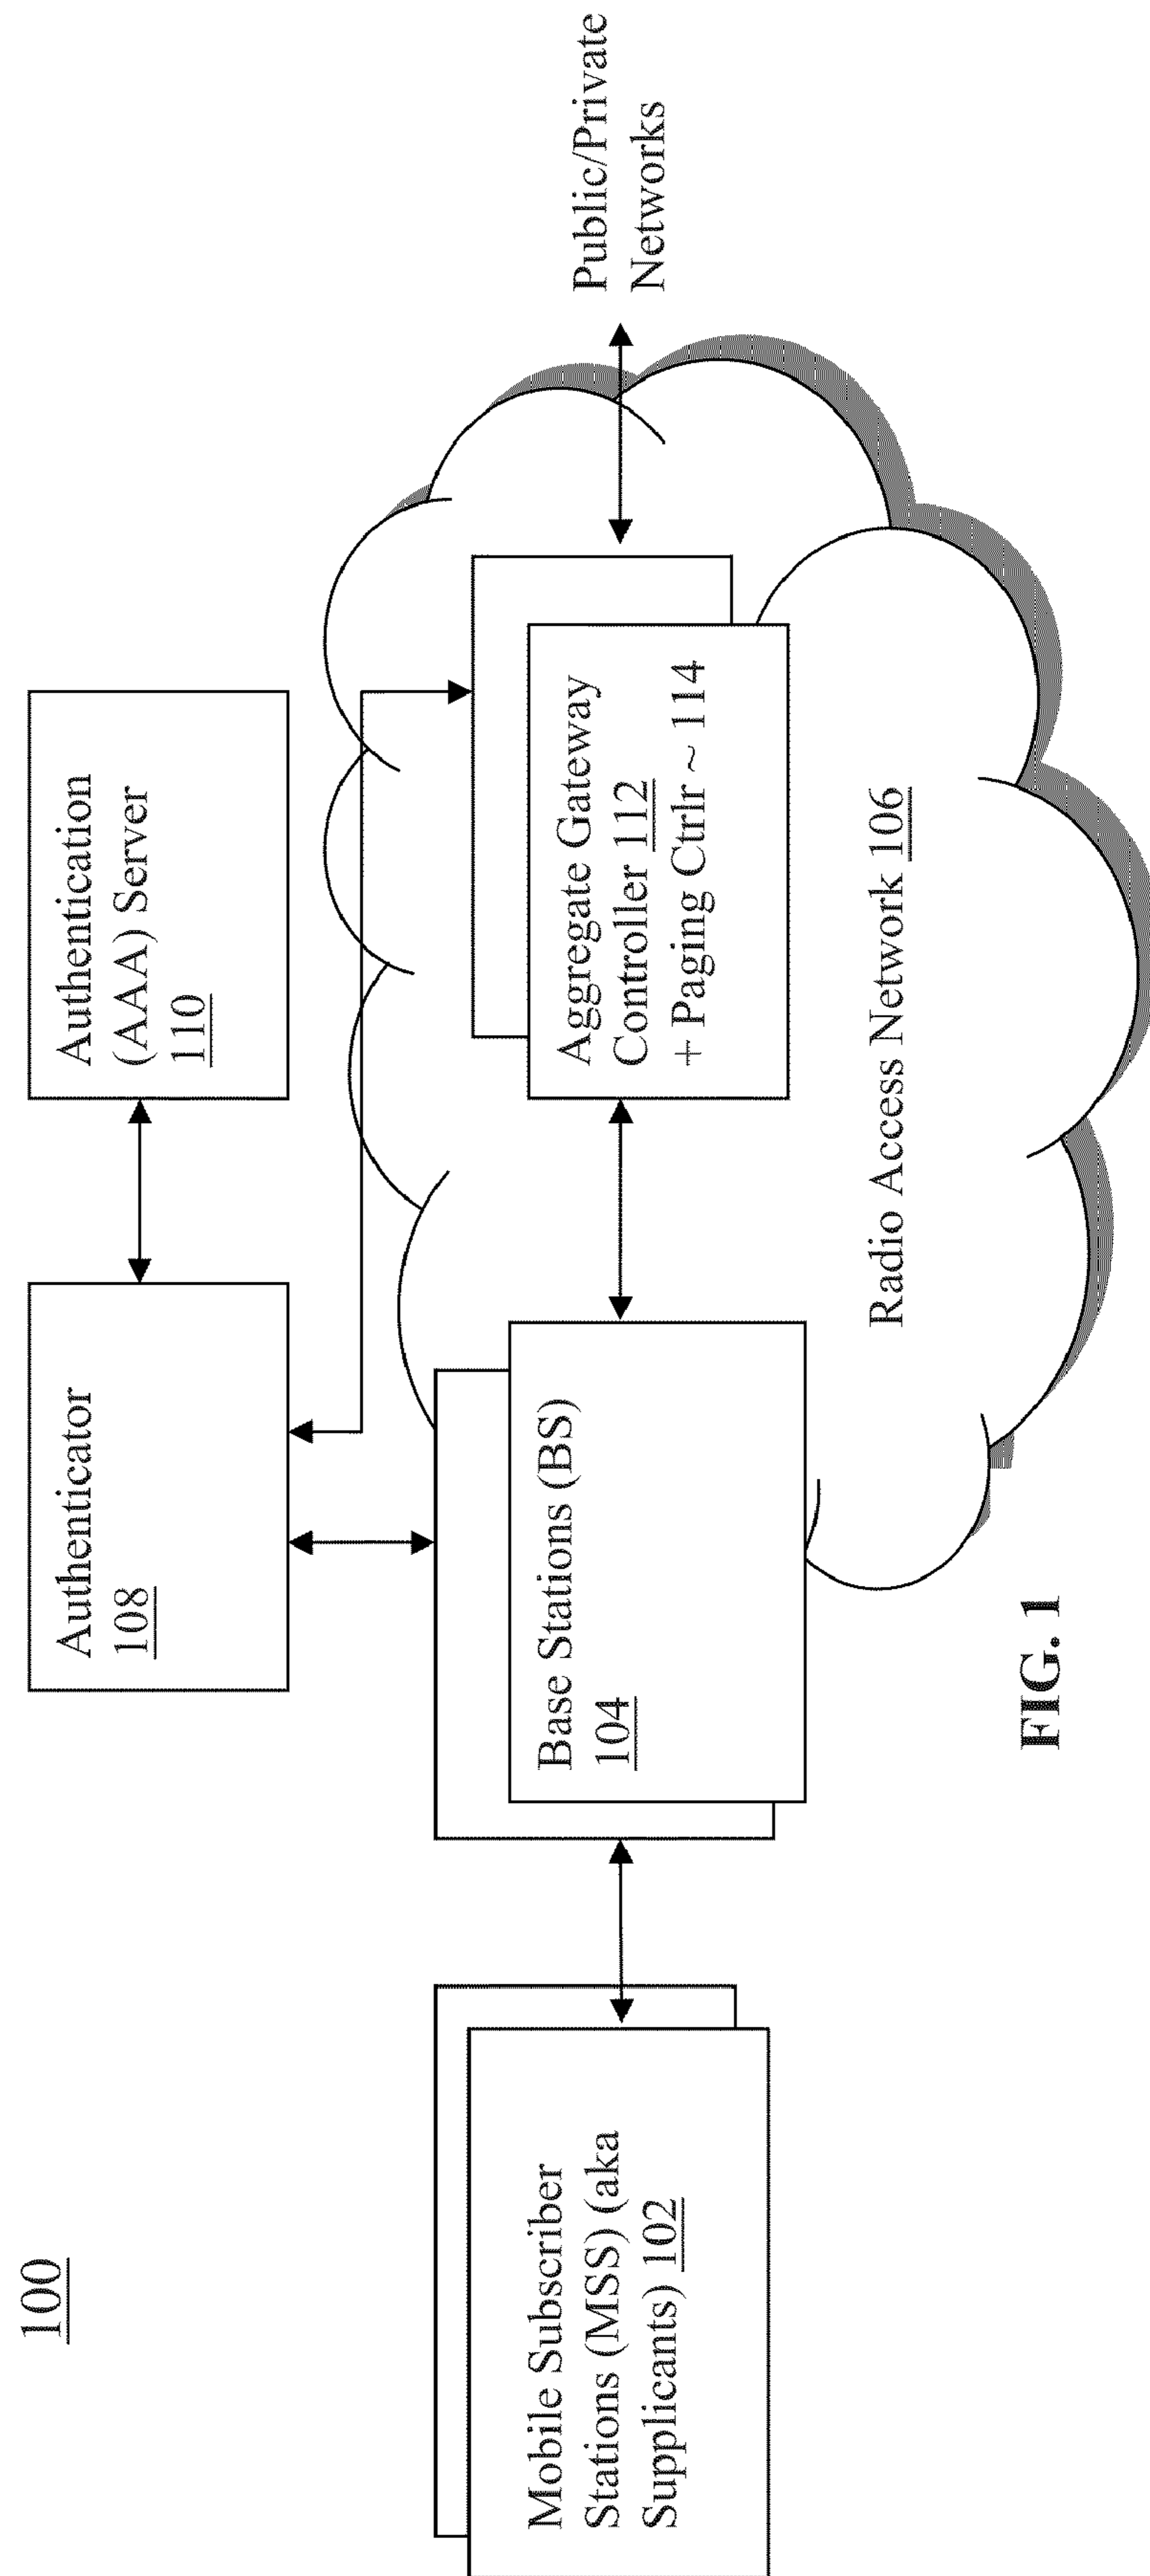 100
Authenticator
108
Authentication
(AAA) Server
110
Mobile Subscriber
Stations (MSS) (aka
Supplicants) 102
Base Stations (BS)
104
Aggregate Gateway
Controller 112
+ Paging Ctrlr ~ 114
Public/Private
Networks
Radio Access Network 106
FIG. 1